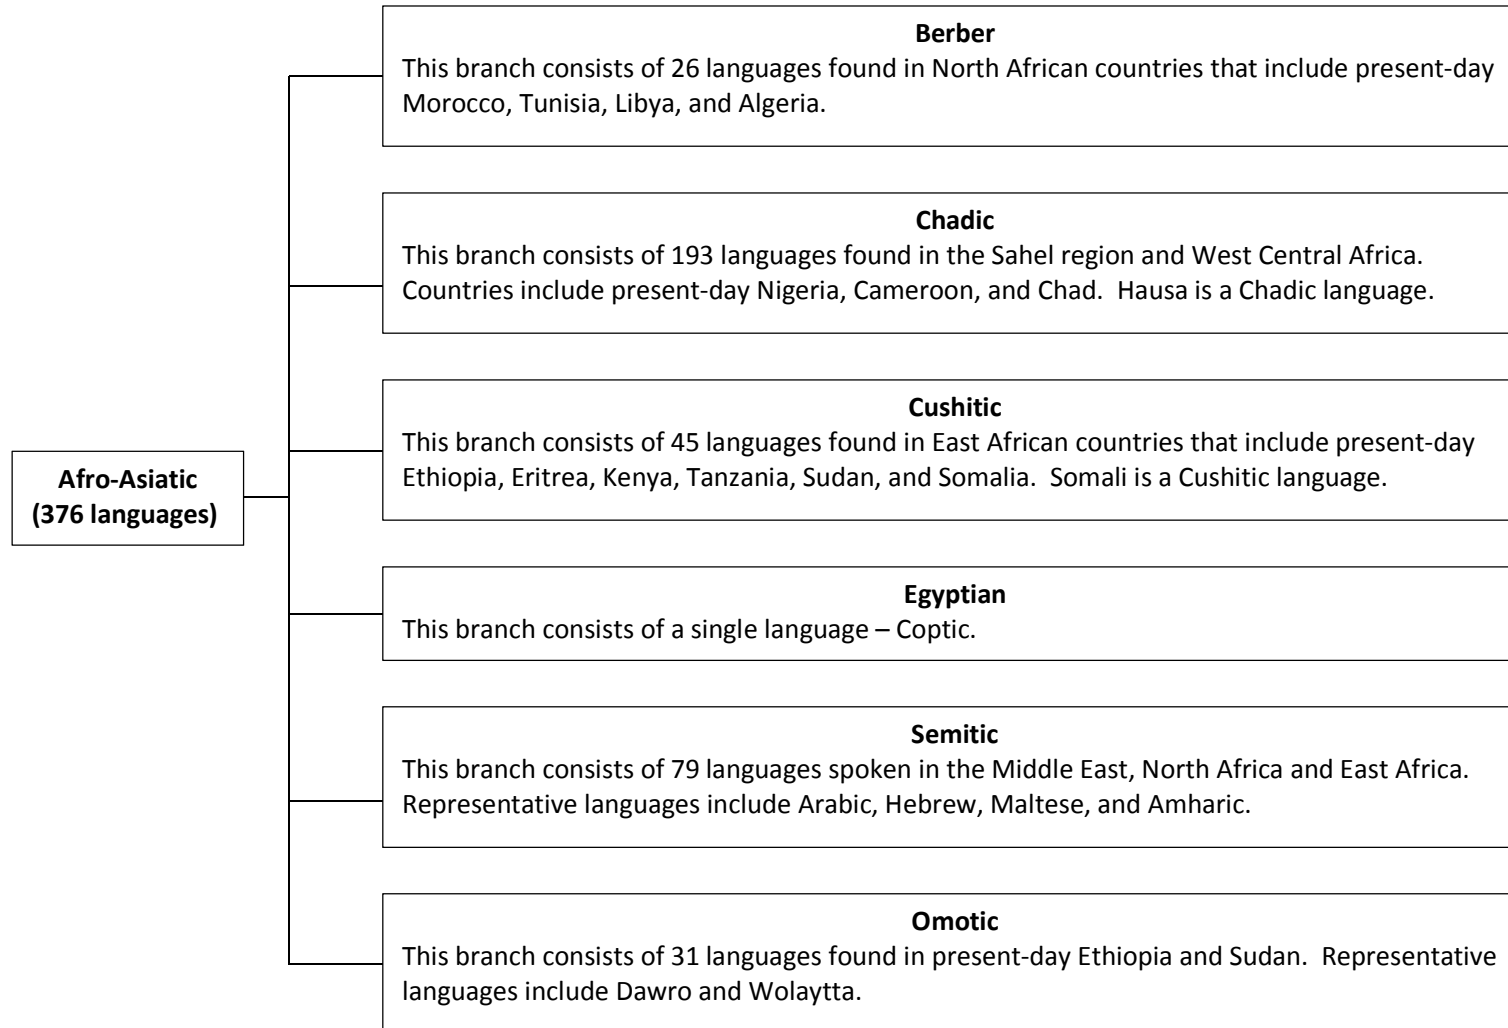 Berber
This branch consists of 26 languages found in North African countries that include present-day
Morocco, Tunisia, Libya, and Algeria.
Chadic
This branch consists of 193 languages found in the Sahel region and West Central Africa.
Countries include present-day Nigeria, Cameroon, and Chad.  Hausa is a Chadic language.
Cushitic
This branch consists of 45 languages found in East African countries that include present-day
Ethiopia, Eritrea, Kenya, Tanzania, Sudan, and Somalia.  Somali is a Cushitic language.
Afro-Asiatic
(376 languages)
Egyptian
This branch consists of a single language – Coptic.
Semitic
This branch consists of 79 languages spoken in the Middle East, North Africa and East Africa.
Representative languages include Arabic, Hebrew, Maltese, and Amharic.
Omotic
This branch consists of 31 languages found in present-day Ethiopia and Sudan.  Representative
languages include Dawro and Wolaytta.